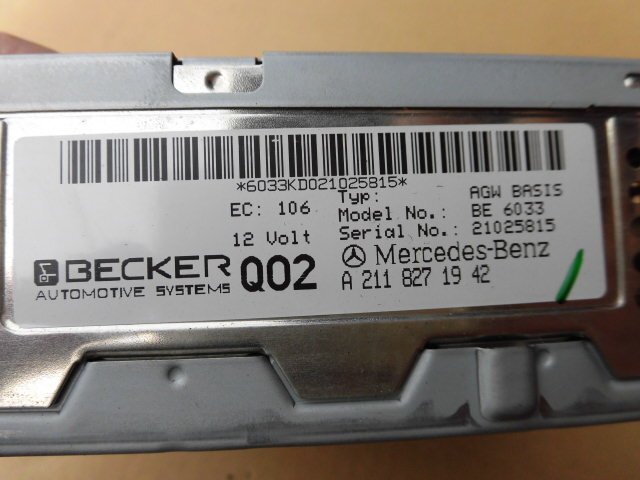 *6033KD021025815*
Typ: AGW BASIS
EC: 106 Model No.: BE 6033
12 Volt Serial No.: 21025815
BECKER Q02 Mercedes-Benz
AUTOMOTIVE SYSTEMS A 211 827 19 42